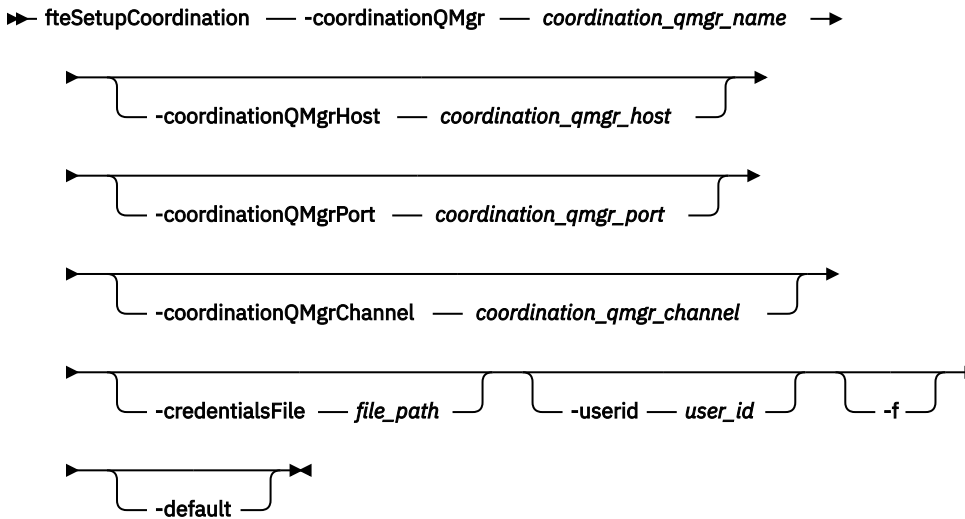 fteSetupCoordination -coordinationQMgr coordination_qmgr_name
-coordinationQMgrHost coordination_qmgr_host
-coordinationQMgrPort coordination_qmgr_port
-coordinationQMgrChannel coordination_qmgr_channel
-credentialsFile file_path -userid user_id -f
-default